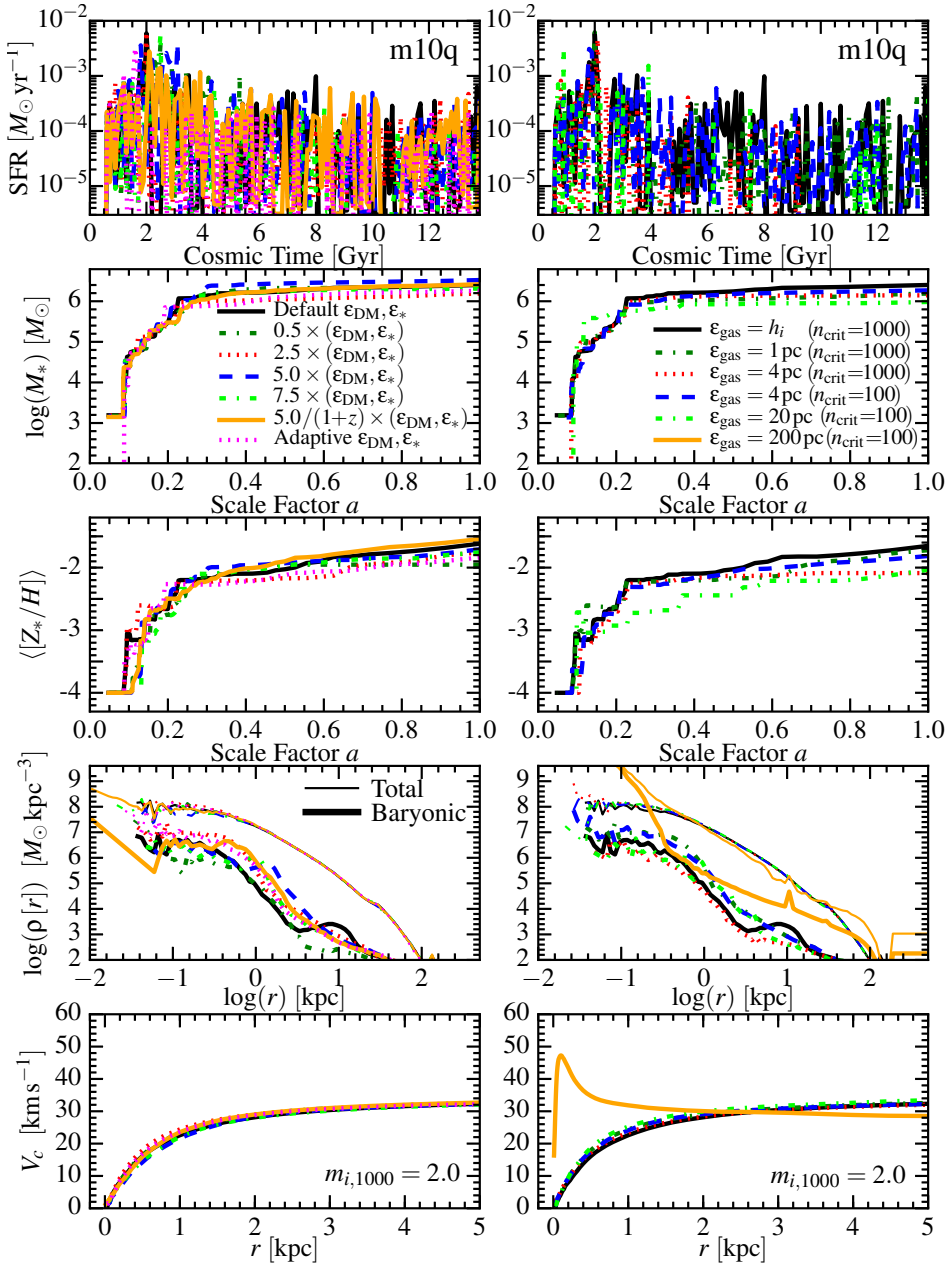 m10q
m10q
SFR [M⊙ yr⁻¹]
10⁻²
10⁻³
10⁻⁴
10⁻⁵
0 2 4 6 8 10 12
0 2 4 6 8 10 12
Cosmic Time [Gyr]
Cosmic Time [Gyr]
log(M*) [M⊙]
6
5
4
3
2
Default εDM, ε*
0.5 × (εDM, ε*)
2.5 × (εDM, ε*)
5.0 × (εDM, ε*)
7.5 × (εDM, ε*)
5.0/(1+z) × (εDM, ε*)
Adaptive εDM, ε*
εgas = hi (ncrit=1000)
εgas = 1 pc (ncrit=1000)
εgas = 4 pc (ncrit=1000)
εgas = 4 pc (ncrit=100)
εgas = 20 pc (ncrit=100)
εgas = 200 pc (ncrit=100)
0.0 0.2 0.4 0.6 0.8 1.0
0.0 0.2 0.4 0.6 0.8 1.0
Scale Factor a
Scale Factor a
⟨[Z*/H]⟩
-2
-3
-4
0.0 0.2 0.4 0.6 0.8 1.0
0.0 0.2 0.4 0.6 0.8 1.0
Scale Factor a
Scale Factor a
log(ρ[r]) [M⊙ kpc⁻³]
9
8
7
6
5
4
3
2
Total
Baryonic
−2 −1 0 1 2
−2 −1 0 1 2
log(r) [kpc]
log(r) [kpc]
Vc [km s⁻¹]
60
50
40
30
20
10
0
mi,1000 = 2.0
mi,1000 = 2.0
0 1 2 3 4 5
0 1 2 3 4 5
r [kpc]
r [kpc]